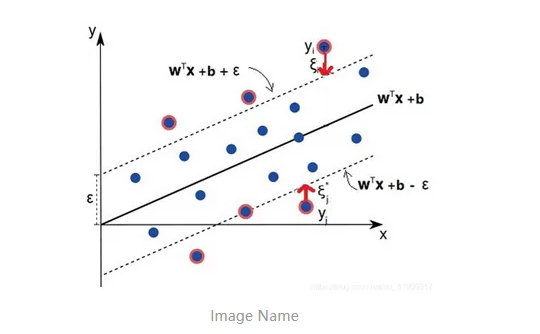 y
yᵢ
ξᵢ
wᵀx +b + ε
wᵀx +b
ε
ξⱼ*
wᵀx +b - ε
yⱼ
x
Image Name